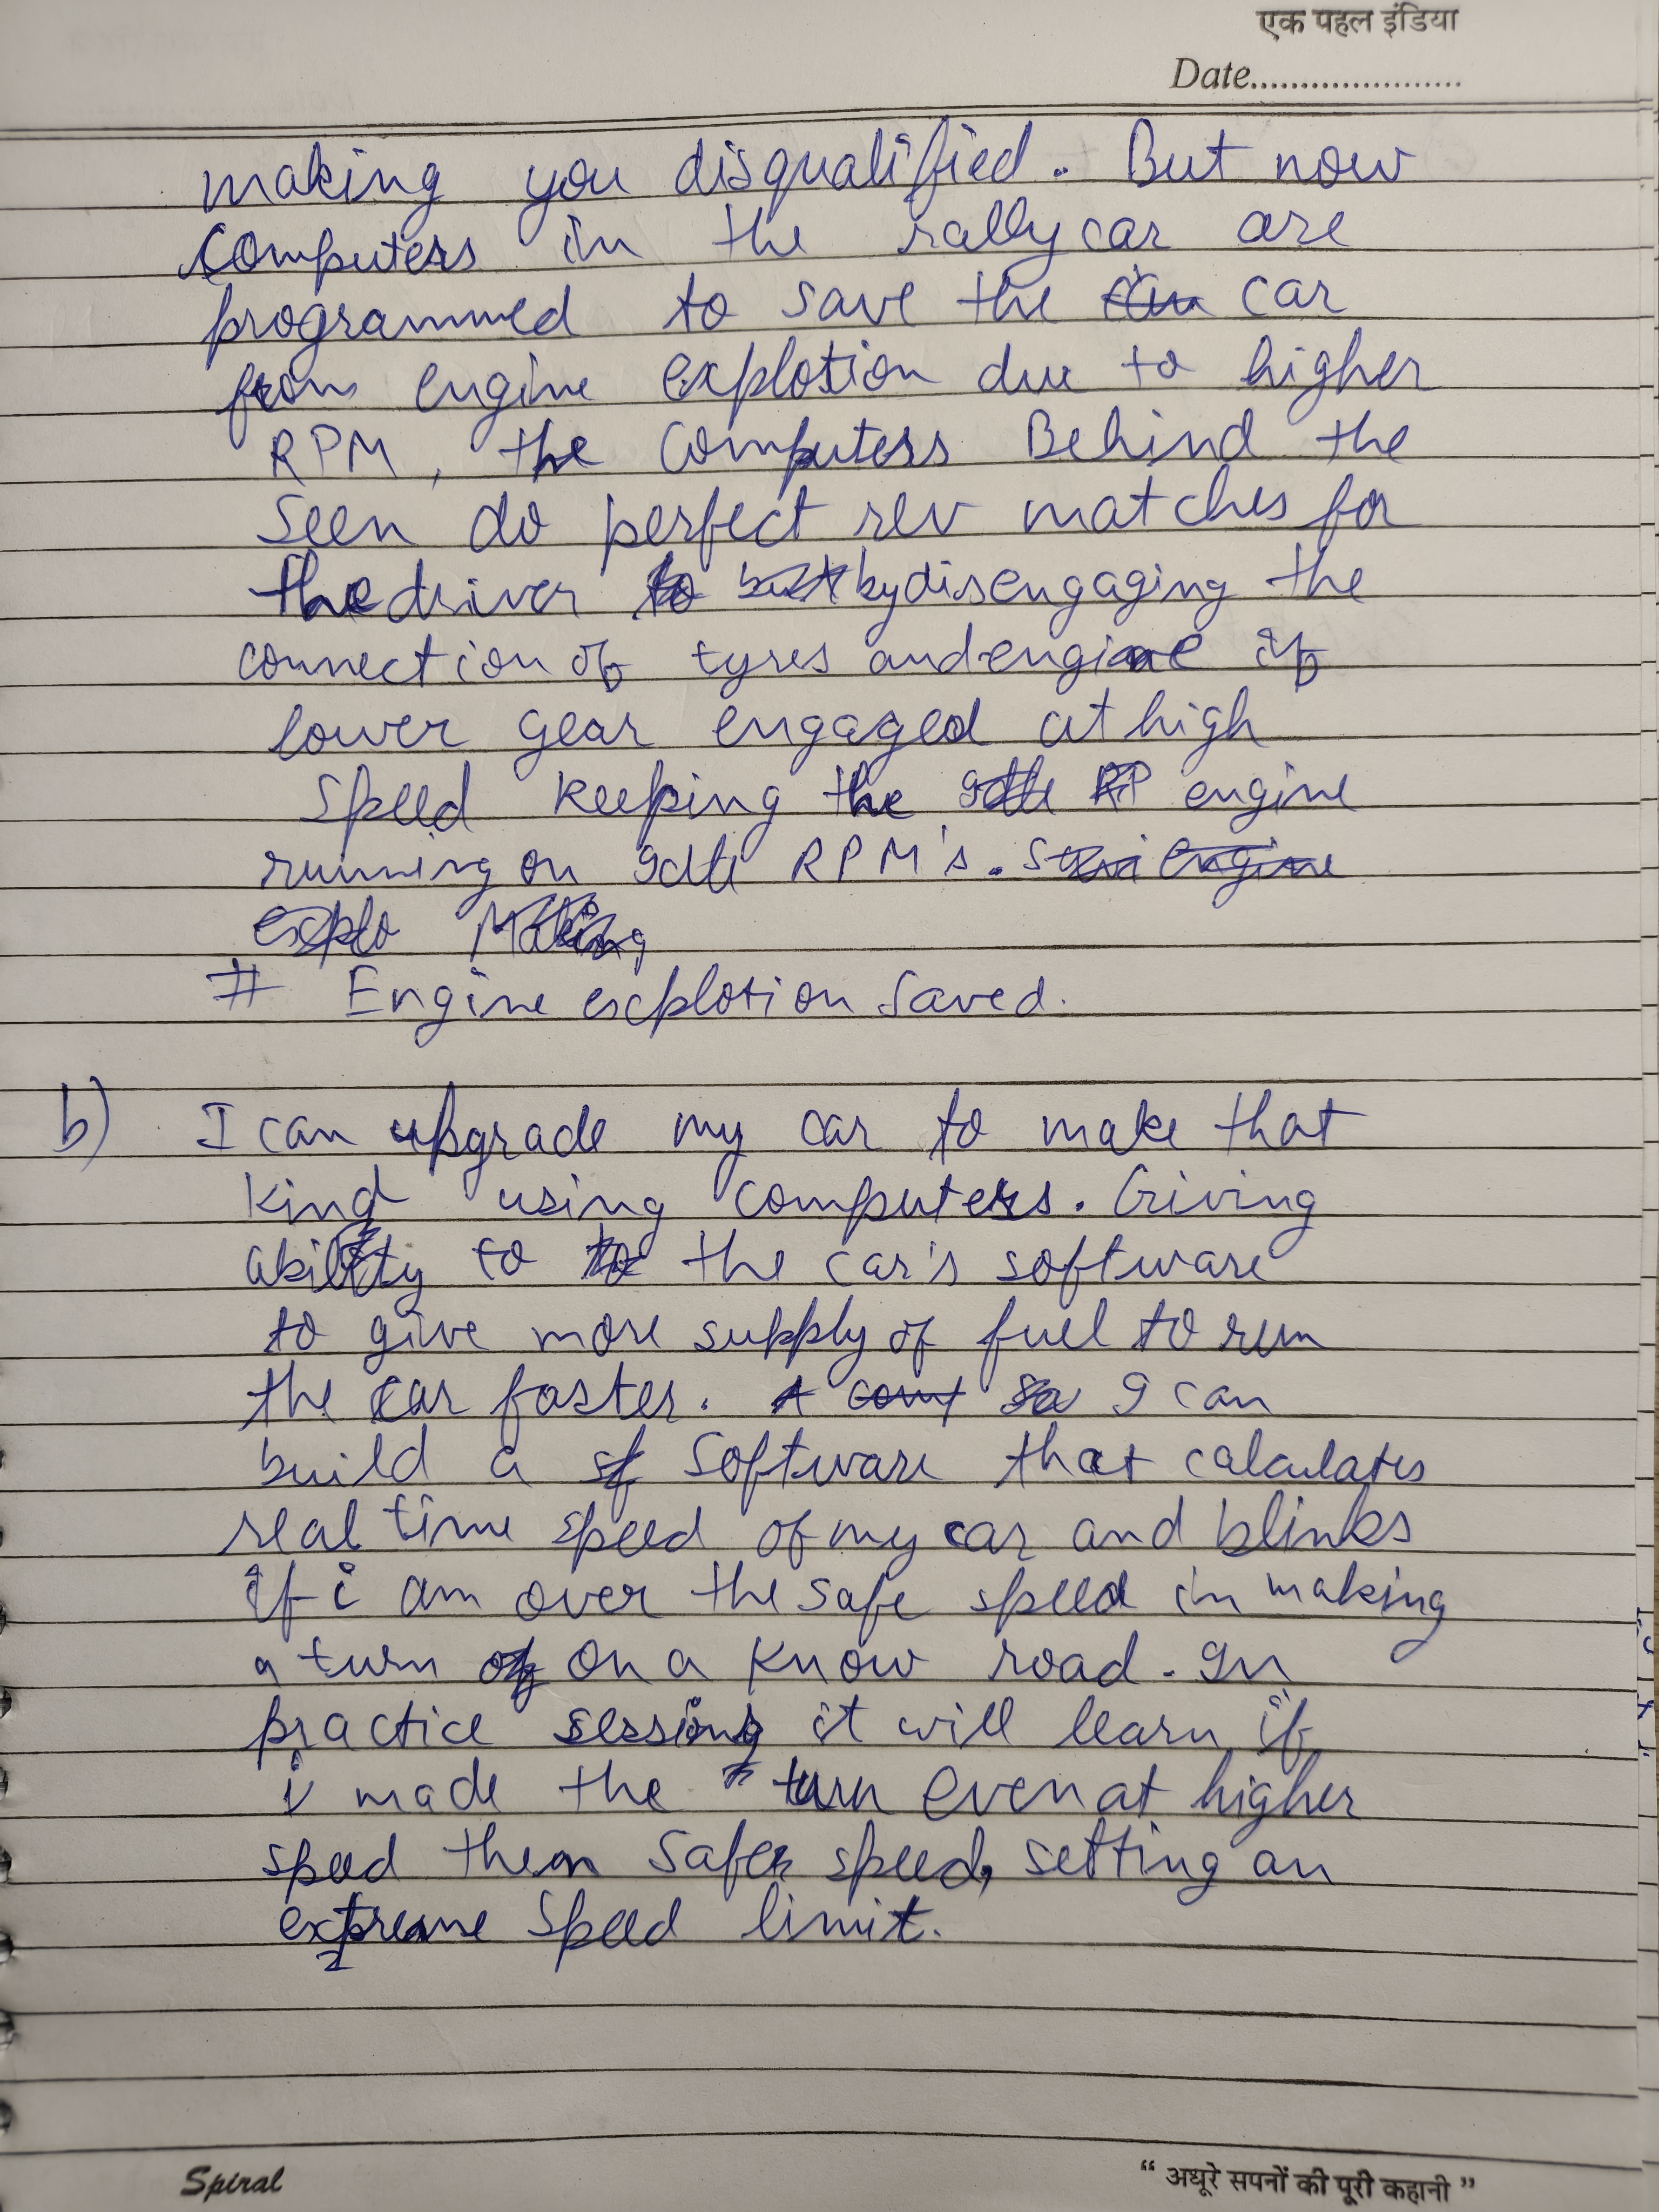 एक पहल इंडिया
Date......................
making you disqualified. But now
Computers in the rally car are
programmed to save the car
from engine explotion due to higher
RPM, the Computers Behind the
Seen do perfect rev matches for
the driver by disengaging the
connection of tyres and engine if
lower gear engaged at high
speed keeping the engine
running on idle RPM's.
# Engine explotion saved.
b) I can upgrade my car to make that
kind using computers. Giving
ability to the car's software
to give more supply of fuel to run
the car faster. I can
build a software that calculates
real time speed of my car and blinks
if i am over the safe speed in making
a turn on a know road. In
practice sessions it will learn if
i made the turn even at higher
speed then safer speed, setting an
extreme speed limit.
Spiral
“ अधूरे सपनों की पूरी कहानी ”